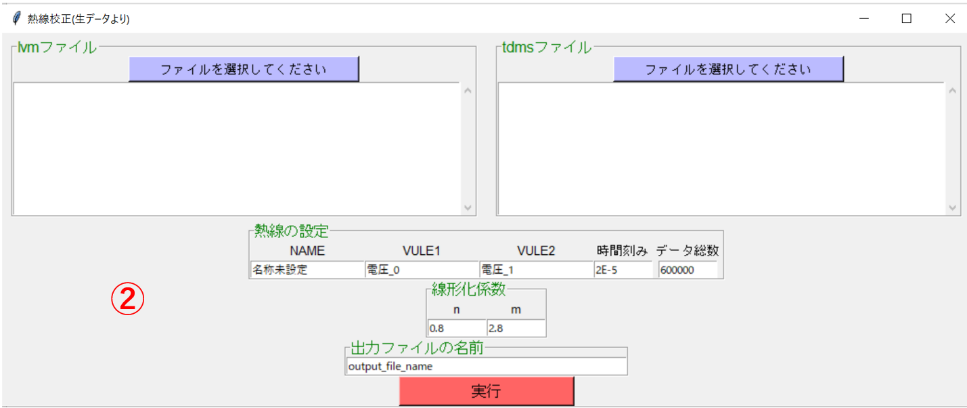 熱線校正(生データより)
lvmファイル
tdmsファイル
ファイルを選択してください
ファイルを選択してください
熱線の設定
NAME VULE1 VULE2 時間刻み データ総数
名称未設定 電圧_0 電圧_1 2E-5 600000
線形化係数
n m
0.8 2.8
②
出力ファイルの名前
output_file_name
実行